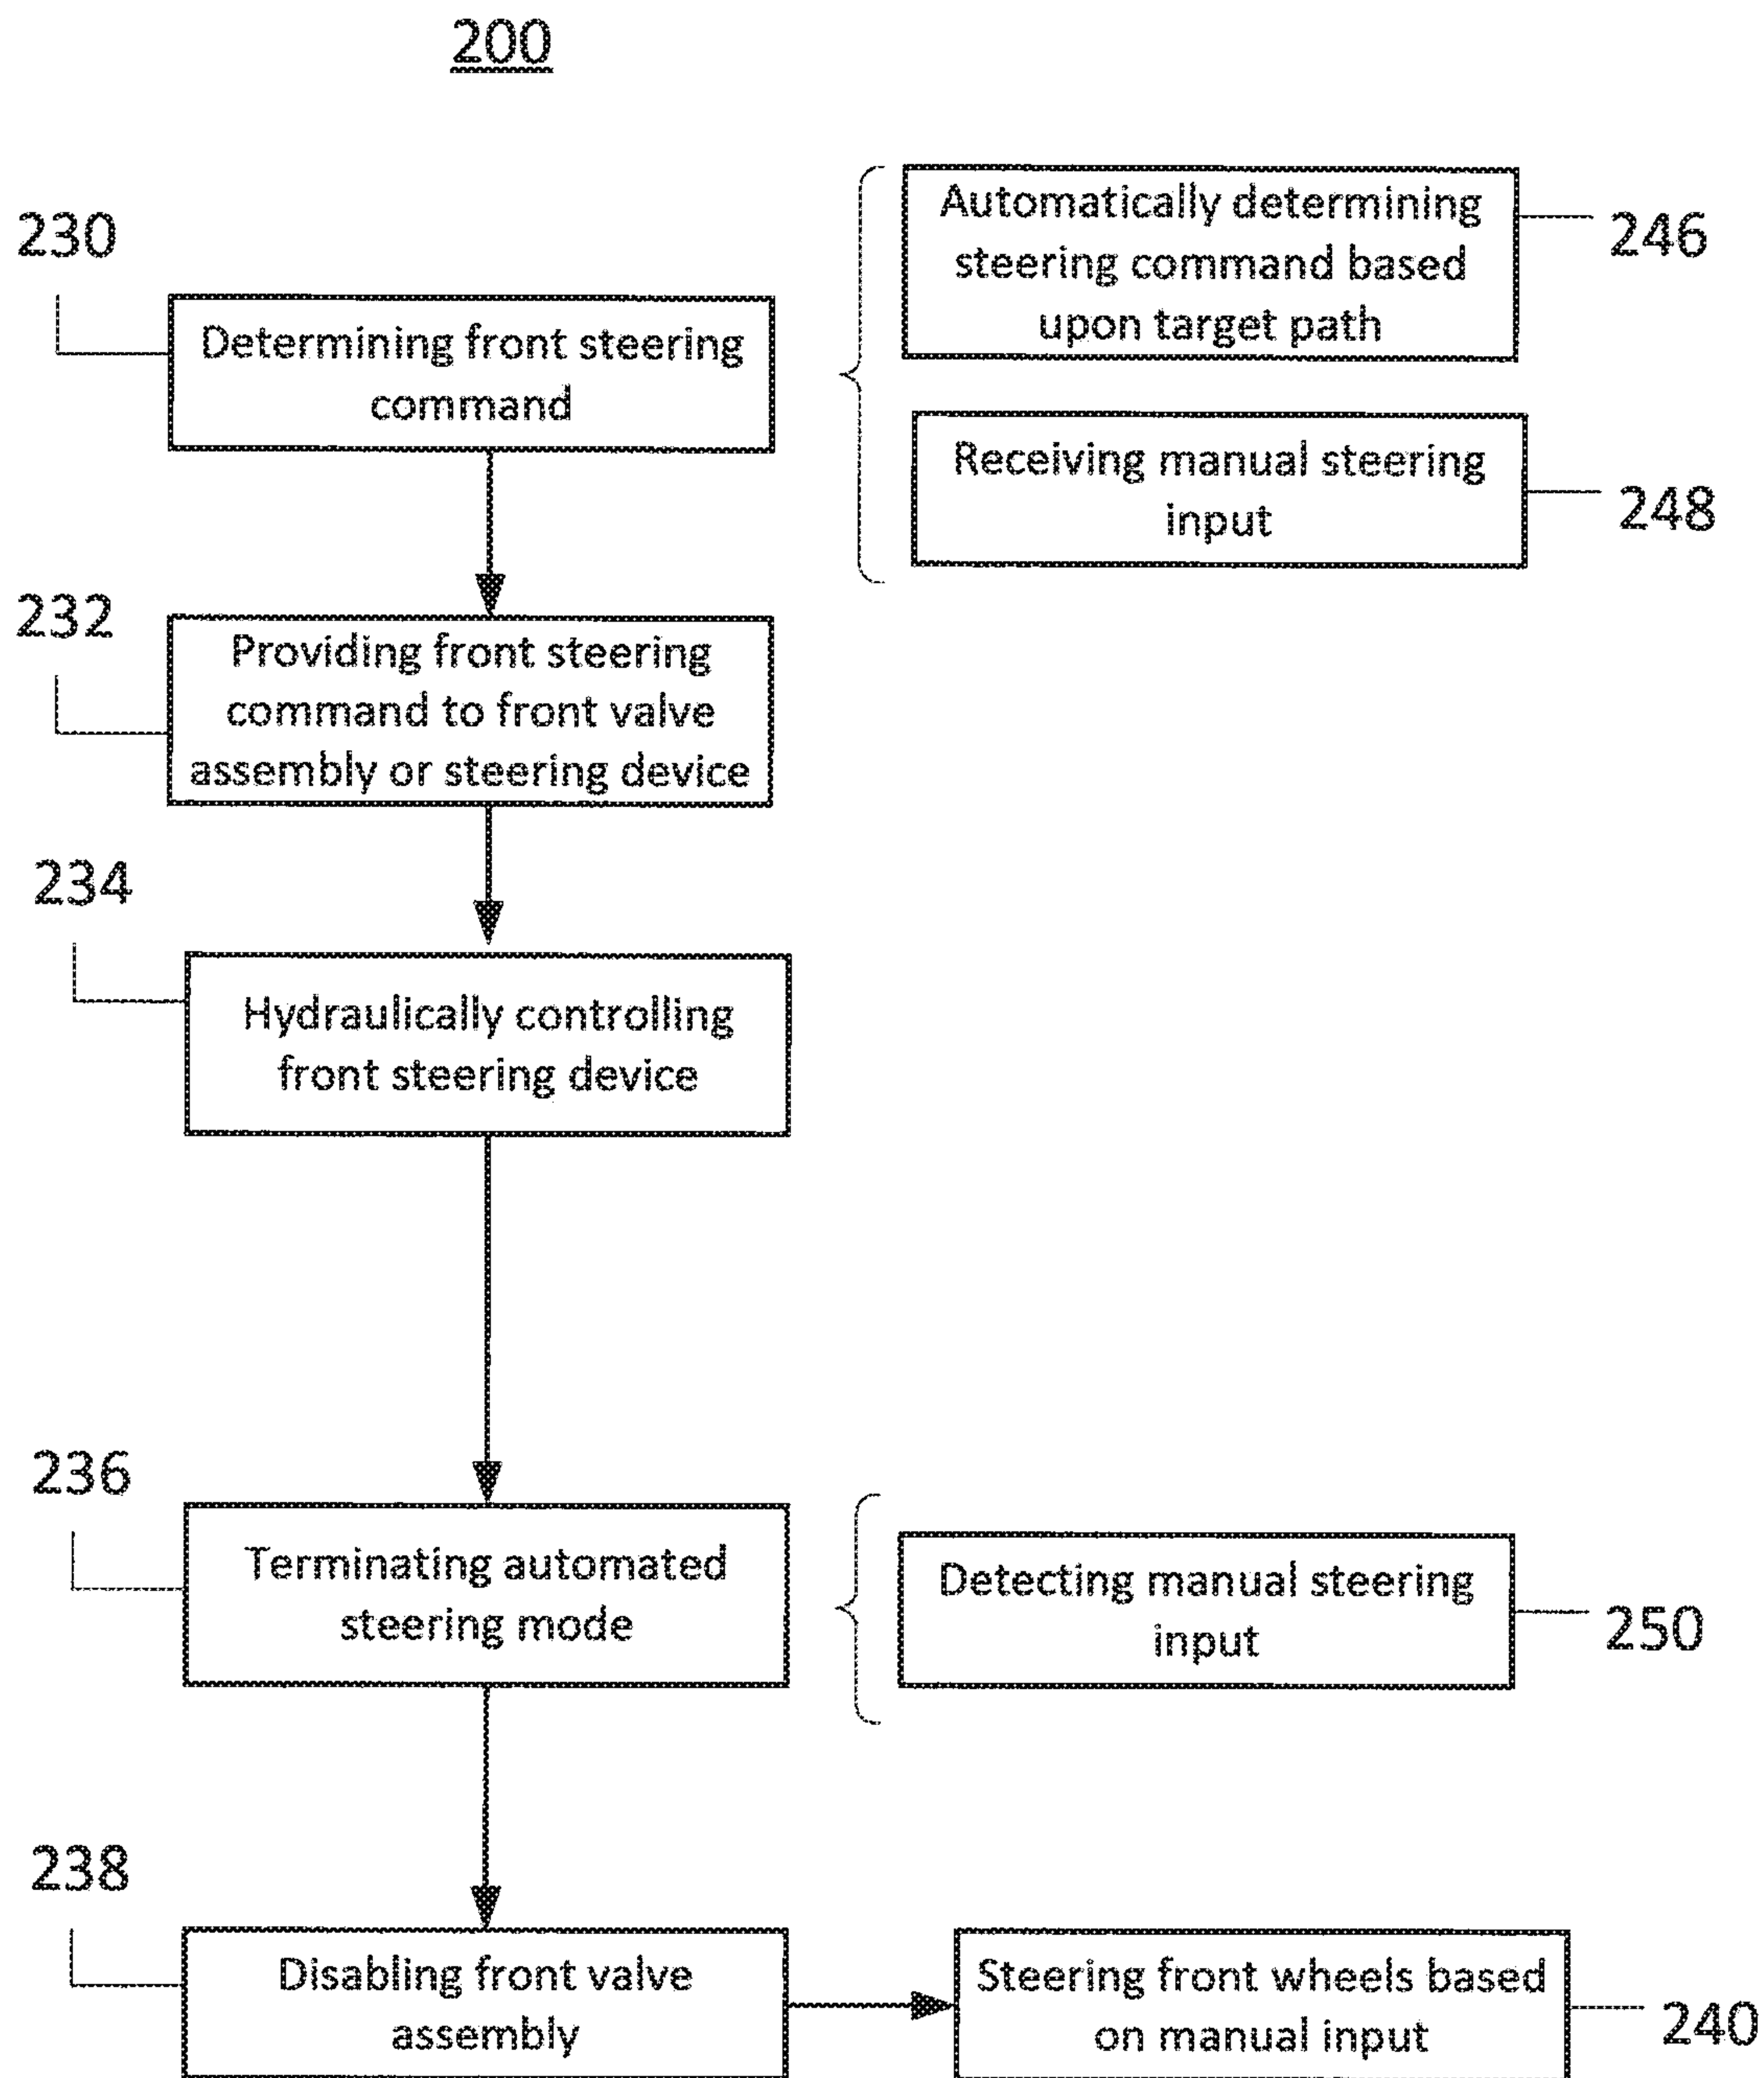 200
230
Determining front steering
command
Automatically determining
steering command based
upon target path
246
Receiving manual steering
input
248
232
Providing front steering
command to front valve
assembly or steering device
234
Hydraulically controlling
front steering device
236
Terminating automated
steering mode
Detecting manual steering
input
250
238
Disabling front valve
assembly
Steering front wheels based
on manual input
240